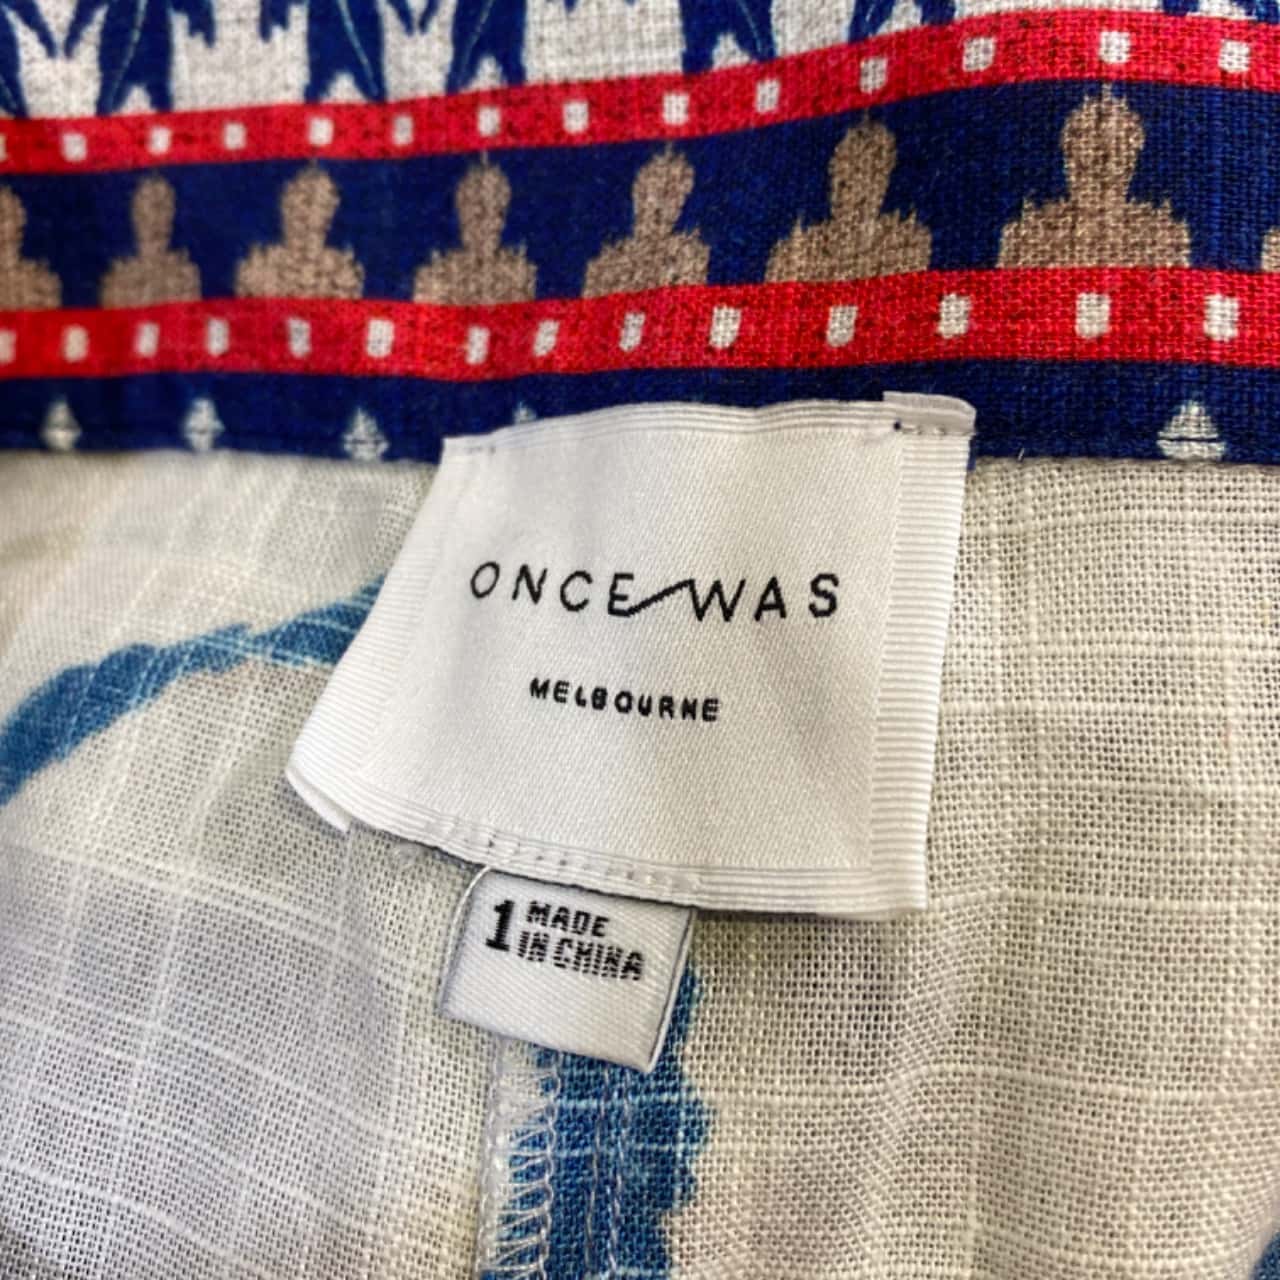 ONCE WAS
MELBOURNE
1 MADE
IN CHINA